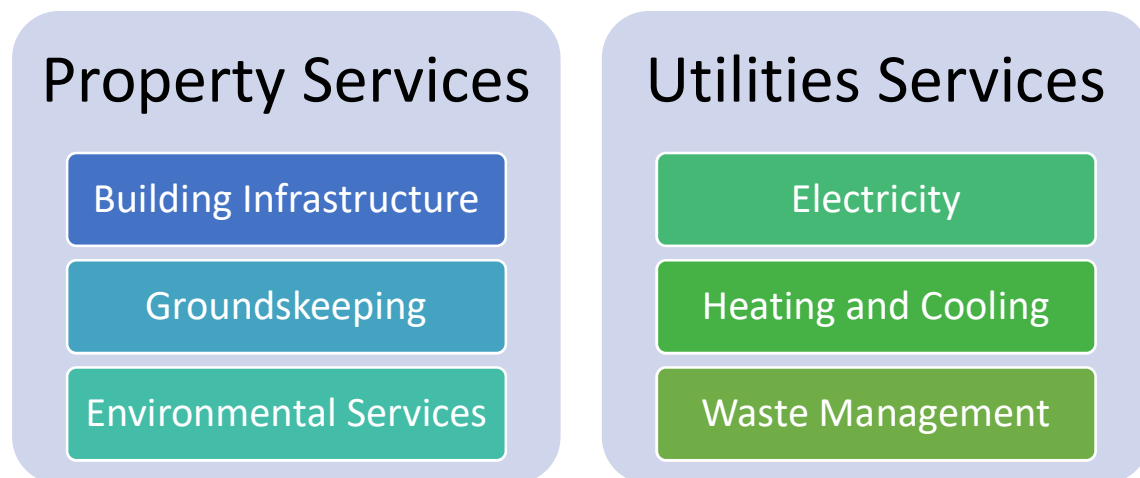 Property Services
Building Infrastructure
Groundskeeping
Environmental Services
Utilities Services
Electricity
Heating and Cooling
Waste Management